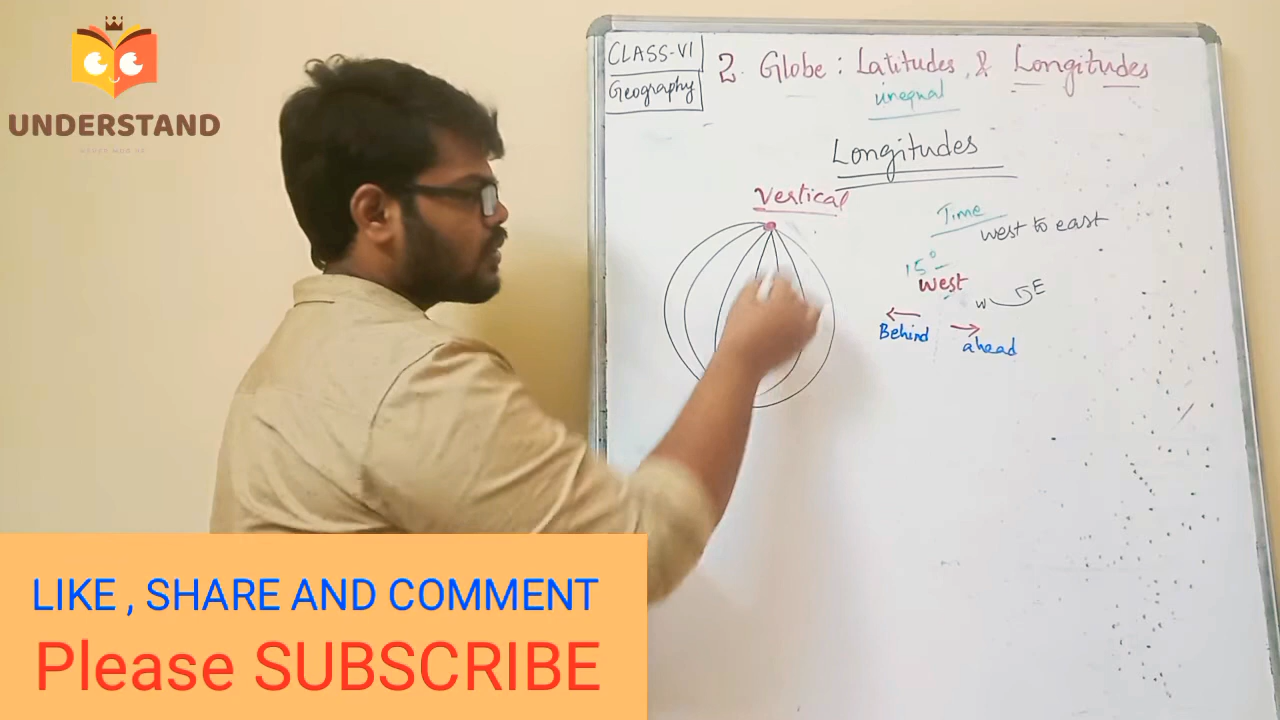 UNDERSTAND
CLASS-VI
Geography
2. Globe : Latitudes, & Longitudes
unequal
Longitudes
Vertical
Time
West to east
15°
West
W E
Behind
ahead
LIKE , SHARE AND COMMENT
Please SUBSCRIBE